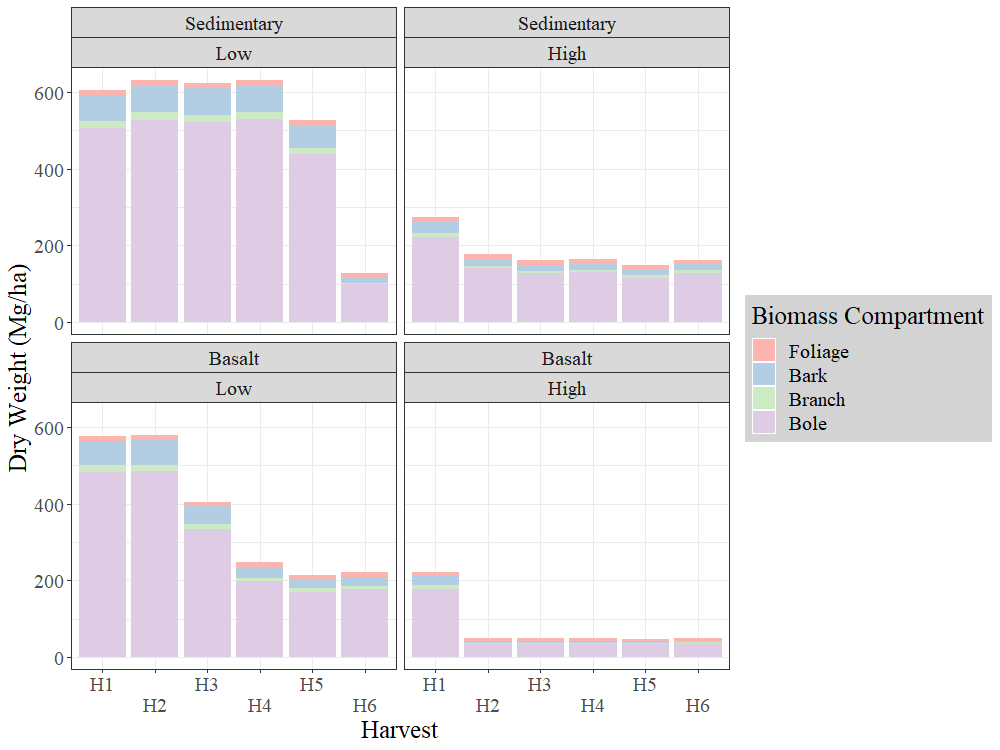 Sedimentary
Sedimentary
Low
High
600
400
200
0
Basalt
Basalt
Low
High
600
400
200
0
Dry Weight (Mg/ha)
H1
H2
H3
H4
H5
H6
H1
H2
H3
H4
H5
H6
Harvest
Biomass Compartment
Foliage
Bark
Branch
Bole